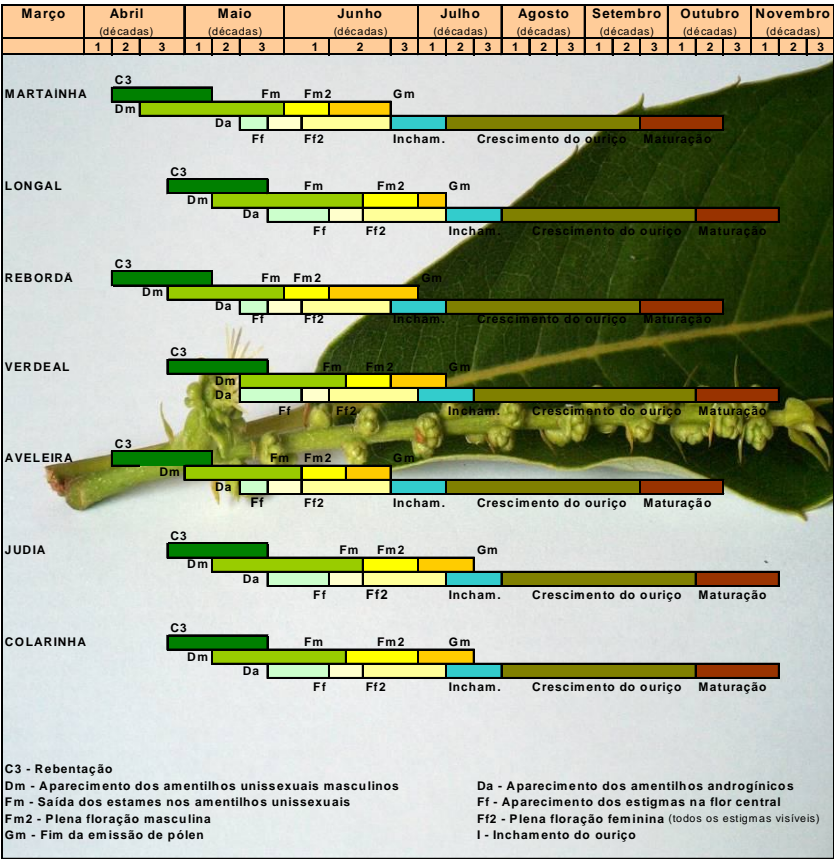 Março Abril Maio Junho Julho Agosto Setembro Outubro Novembro
(décadas) (décadas) (décadas) (décadas) (décadas) (décadas) (décadas) (décadas)
1 2 3 1 2 3 1 2 3 1 2 3 1 2 3 1 2 3 1 2 3 1 2 3
C3
MARTAINHA Fm Fm2 Gm
Dm
Da
Ff Ff2 Incham. Crescimento do ouriço Maturação
C3
LONGAL Fm Fm2 Gm
Dm
Da
Ff Ff2 Incham. Crescimento do ouriço Maturação
C3
REBORDÃ Fm Fm2 Gm
Dm
Da
Ff Ff2 Incham. Crescimento do ouriço Maturação
C3
VERDEAL Fm Fm2 Gm
Dm
Da
Ff Ff2 Incham. Crescimento do ouriço Maturação
C3
AVELEIRA Fm Fm2 Gm
Dm
Da
Ff Ff2 Incham. Crescimento do ouriço Maturação
C3
JUDIA Fm Fm2 Gm
Dm
Da
Ff Ff2 Incham. Crescimento do ouriço Maturação
C3
COLARINHA Fm Fm2 Gm
Dm
Da
Ff Ff2 Incham. Crescimento do ouriço Maturação
C3 - Rebentação
Dm - Aparecimento dos amentilhos unissexuais masculinos
Fm - Saída dos estames nos amentilhos unissexuais
Fm2 - Plena floração masculina
Gm - Fim da emissão de pólen
Da - Aparecimento dos amentilhos androgínicos
Ff - Aparecimento dos estigmas na flor central
Ff2 - Plena floração feminina (todos os estigmas visíveis)
I - Inchamento do ouriço